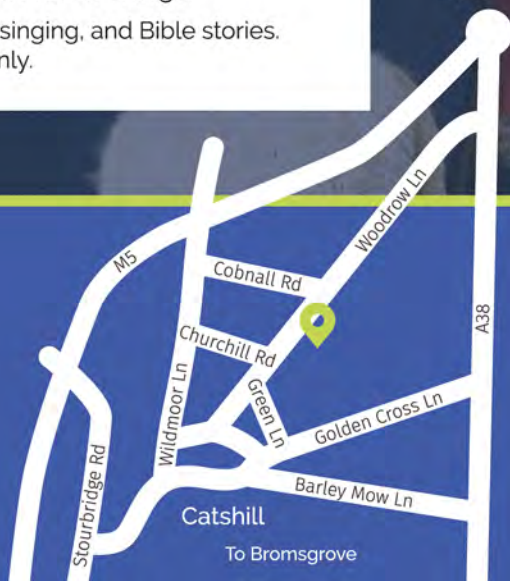 singing, and Bible stories.
nly.
Woodrow Ln
M5
Cobnall Rd
A38
Churchill Rd
Wildmoor Ln
Green Ln
Golden Cross Ln
Stourbridge Rd
Barley Mow Ln
Catshill
To Bromsgrove